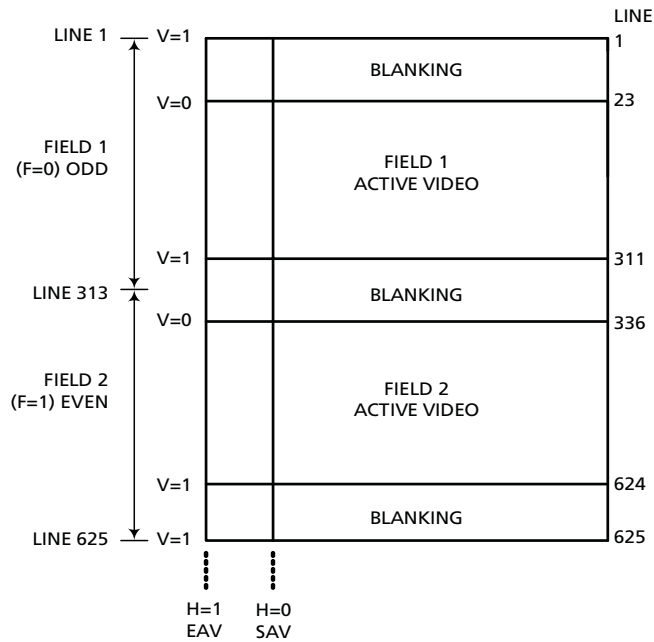 LINE
LINE 1 V=1 1
BLANKING
V=0 23
FIELD 1
(F=0) ODD
FIELD 1
ACTIVE VIDEO
V=1 311
LINE 313
BLANKING
V=0 336
FIELD 2
(F=1) EVEN
FIELD 2
ACTIVE VIDEO
V=1 624
BLANKING
LINE 625 V=1 625
H=1
EAV
H=0
SAV